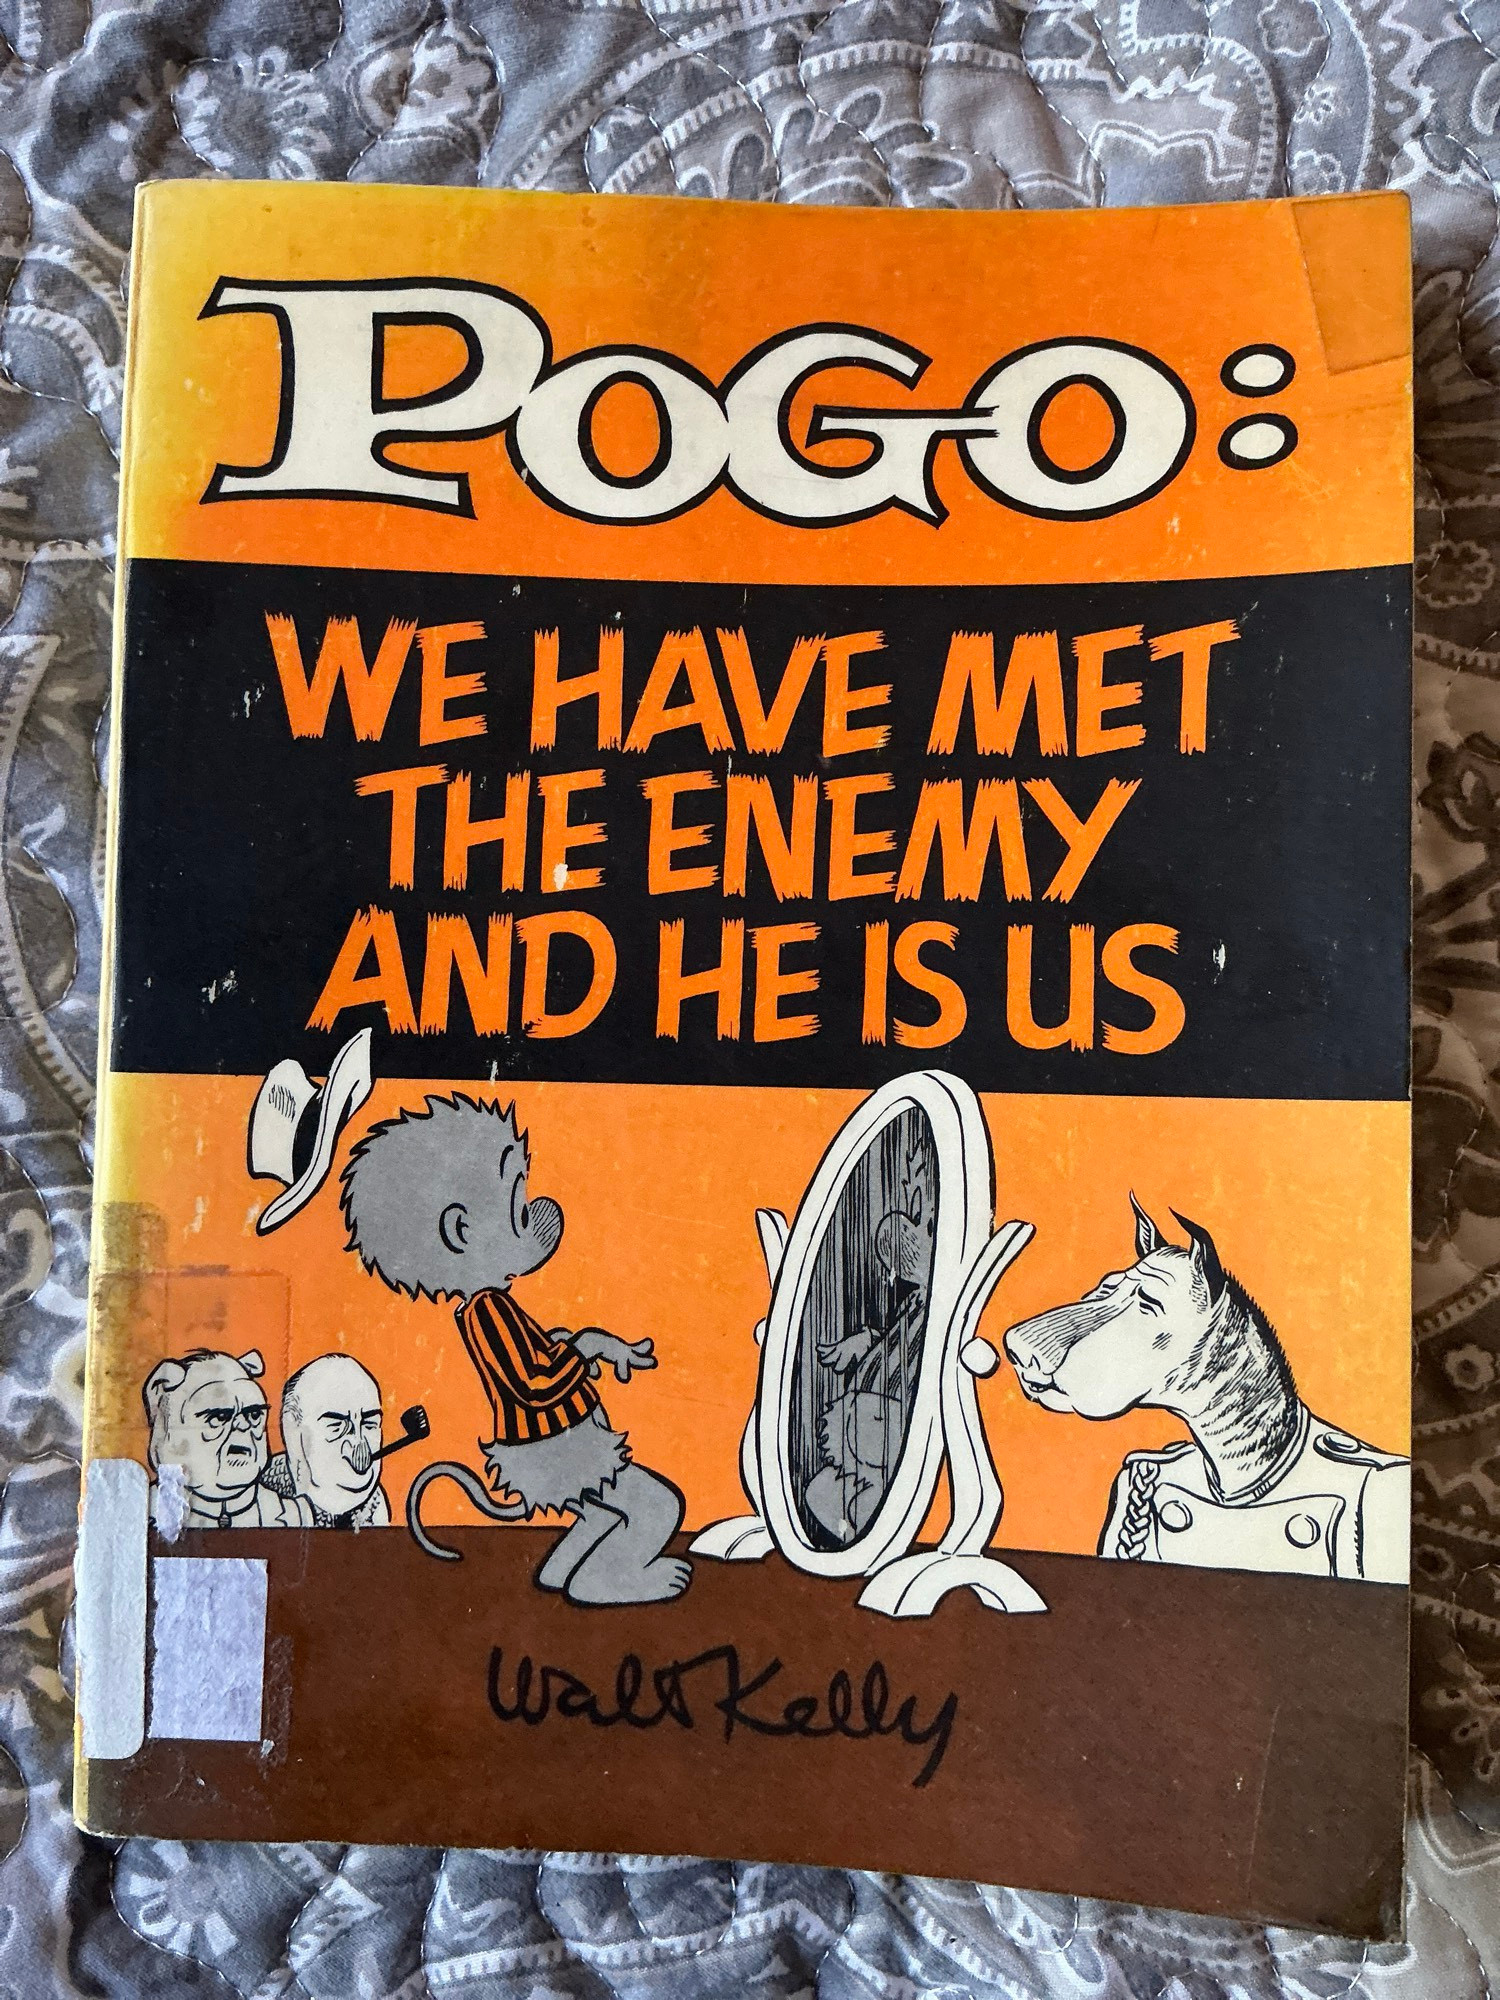 POGO:
WE HAVE MET
THE ENEMY
AND HE IS US
Walt Kelly